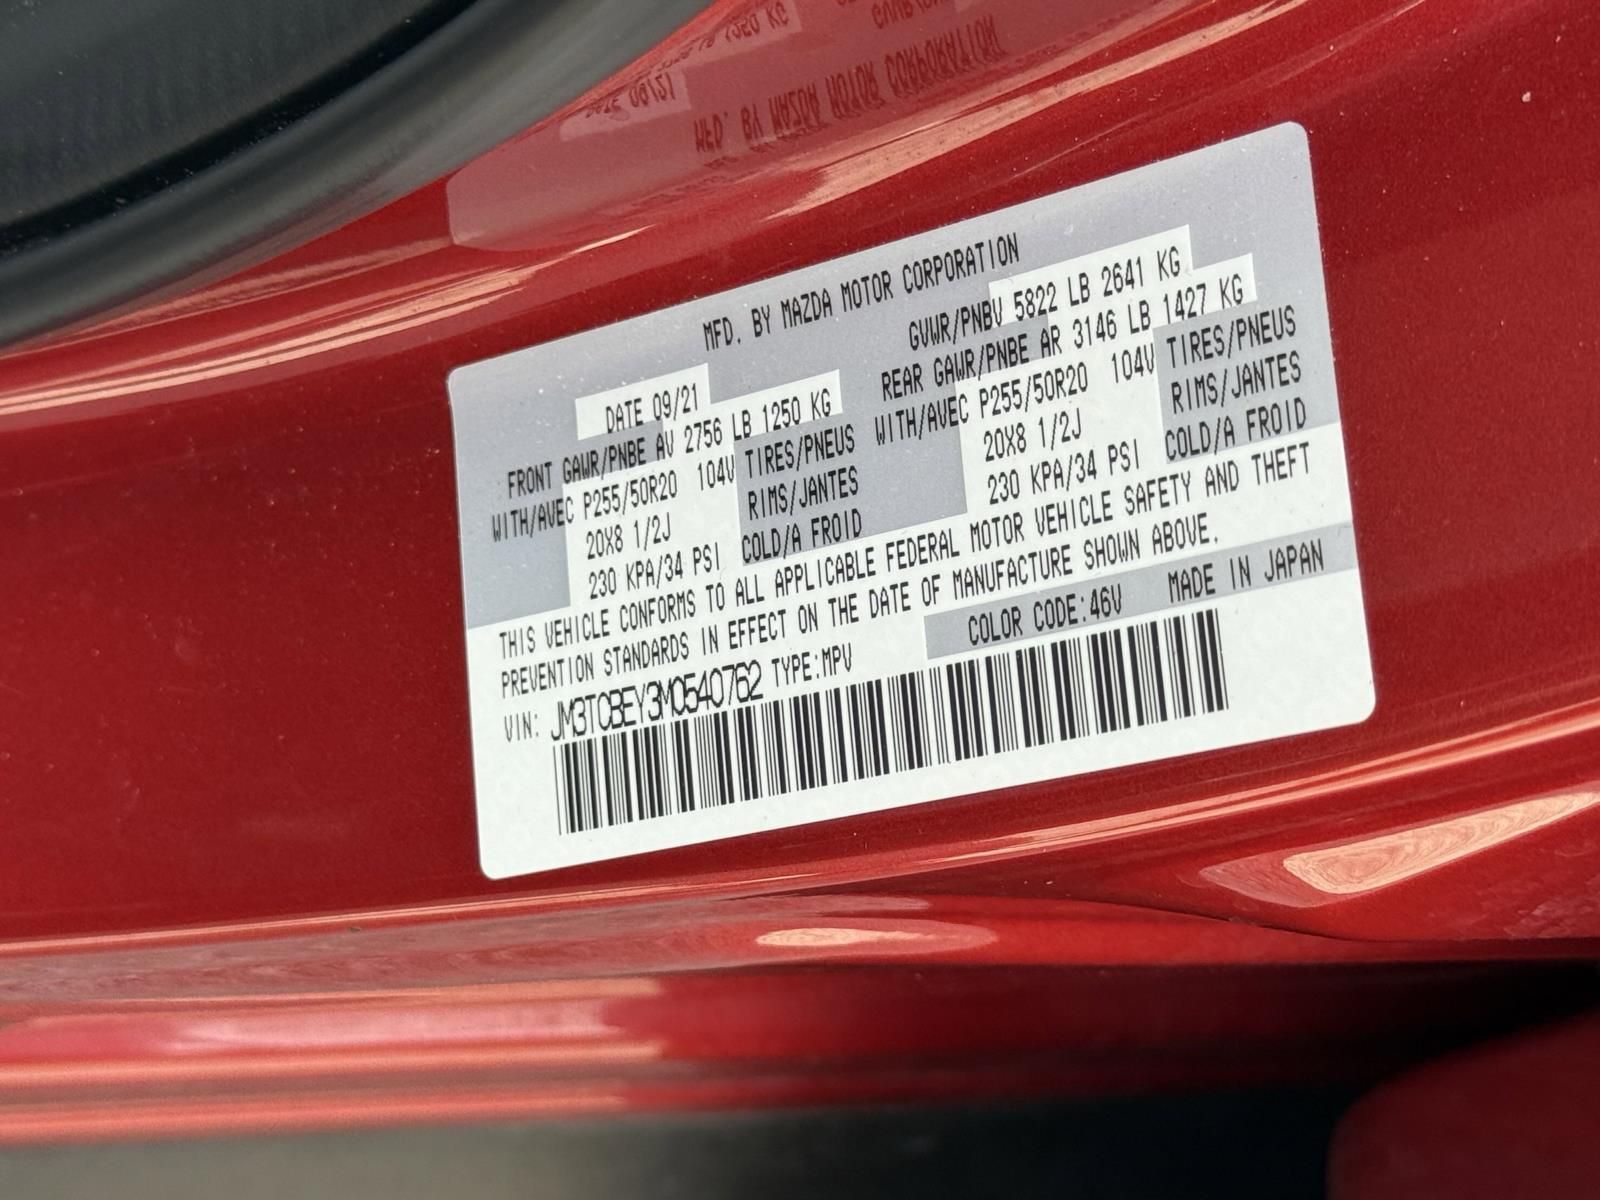 MFD. BY MAZDA MOTOR CORPORATION
DATE 09/21 GVWR/PNBV 5822 LB 2641 KG
FRONT GAWR/PNBE AV 2756 LB 1250 KG REAR GAWR/PNBE AR 3146 LB 1427 KG
WITH/AVEC P255/50R20 104V TIRES/PNEUS WITH/AVEC P255/50R20 104V TIRES/PNEUS
20X8 1/2J RIMS/JANTES 20X8 1/2J RIMS/JANTES
230 KPA/34 PSI COLD/A FROID 230 KPA/34 PSI COLD/A FROID
THIS VEHICLE CONFORMS TO ALL APPLICABLE FEDERAL MOTOR VEHICLE SAFETY AND THEFT
PREVENTION STANDARDS IN EFFECT ON THE DATE OF MANUFACTURE SHOWN ABOVE.
VIN: JM3TCBEY3M0540762 TYPE:MPV COLOR CODE:46V MADE IN JAPAN